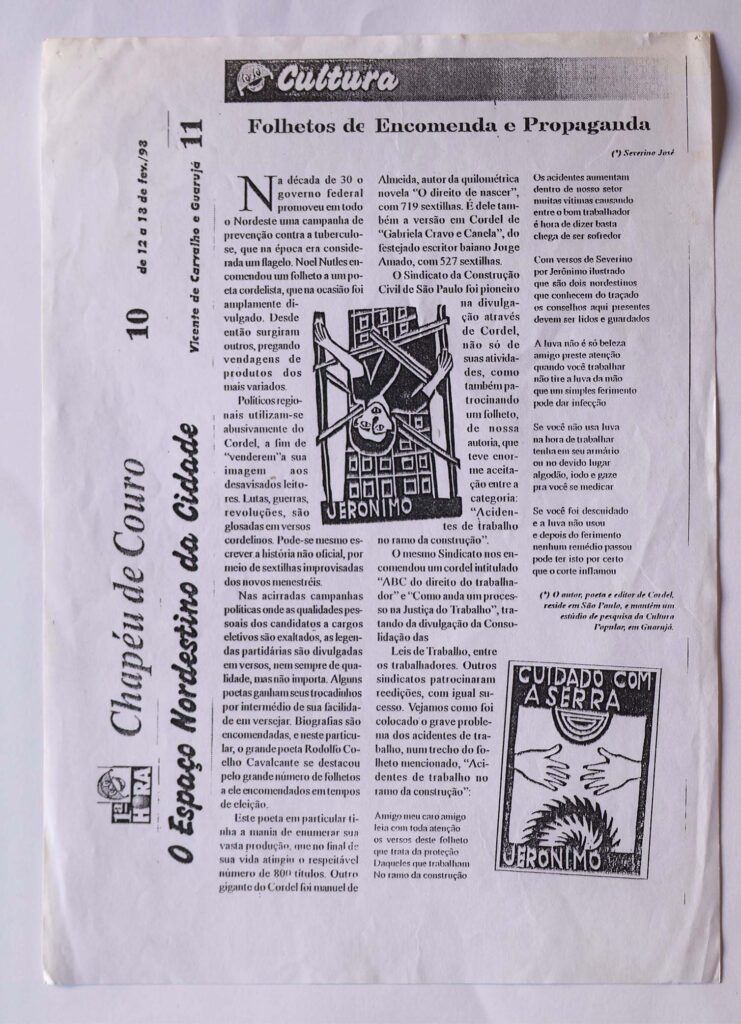 Cultura
Folhetos de Encomenda e Propaganda
(*) Severino José
Na década de 30 o
governo federal
promoveu em todo
o Nordeste uma campanha de
prevenção contra a tuberculo-
se, que na época era conside-
rada um flagelo. Noel Nutles en-
comendou um folheto a um po-
eta cordelista, que na ocasião foi
amplamente di-
vulgado. Desde
então surgiram
outros, pregando
vendagens de
produtos dos
mais variados.
Políticos regio-
nais utilizam-se
abusivamente do
Cordel, a fim de
"venderem"a sua
imagem aos
desavisados leito-
res. Lutas, guerras,
revoluções, são
glosadas em versos
cordelinos. Pode-se mesmo es-
crever a história não oficial, por
meio de sextilhas improvisadas
dos novos menestréis.
Nas acirradas campanhas
políticas onde as qualidades pes-
soais dos candidatos a cargos
eletivos são exaltados, as legen-
das partidárias são divulgadas
em versos, nem sempre de qua-
lidade, mas não importa. Alguns
poetas ganham seus trocadinhos
por intermédio de sua facilida-
de em versejar. Biografias são
encomendadas, e neste particu-
lar, o grande poeta Rodolfo Co-
elho Cavalcante se destacou
pelo grande número de folhetos
a ele encomendados em tempos
de eleição.
Este poeta em particular ti-
nha a mania de enumerar sua
vasta produção, que no final de
sua vida atingiu o respeitável
número de 800 títulos. Outro
gigante do Cordel foi manuel de
Almeida, autor da quilométrica
novela "O direito de nascer",
com 719 sextilhas. É dele tam-
bém a versão em Cordel de
"Gabriela Cravo e Canela", do
festejado escritor baiano Jorge
Amado, com 527 sextilhas.
O Sindicato da Construção
Civil de São Paulo foi pioneiro
na divulga-
ção através
de Cordel,
não só de
suas ativida-
des, como
também pa-
trocinando
um folheto,
de nossa
autoria, que
teve enor-
me aceita-
ção entre a
categoria:
"Aciden-
tes de trabalho
no ramo da construção".
O mesmo Sindicato nos en-
comendou um cordel intitulado
"ABC do direito do trabalha-
dor" e "Como anda um proces-
so na Justiça do Trabalho", tra-
tando da divulgação da Conso-
lidação das
Leis de Trabalho, entre
os trabalhadores. Outros
sindicatos patrocinaram
reedições, com igual su-
cesso. Vejamos como foi
colocado o grave proble-
ma dos acidentes de tra-
balho, num trecho do fo-
lheto mencionado, "Aci-
dentes de trabalho no
ramo da construção":
Amigo meu caro amigo
leia com toda atenção
os versos deste folheto
que trata da proteção
Daqueles que trabalham
No ramo da construção
Os acidentes aumentam
dentro de nosso setor
muitas vítimas causando
entre o bom trabalhador
é hora de dizer basta
chega de ser sofredor
Com versos de Severino
por Jerônimo ilustrado
que são dois nordestinos
que conhecem do traçado
os conselhos aqui presentes
devem ser lidos e guardados
A luva não é só beleza
amigo preste atenção
quando você trabalhar
não tire a luva da mão
que um simples ferimento
pode dar infecção
Se você não usa luva
na hora de trabalhar
tenha em seu armário
ou no devido lugar
algodão, iodo e gaze
pra você se medicar
Se você foi descuidado
e a luva não usou
e depois do ferimento
nenhum remédio passou
pode ter isto por certo
que o corte inflamou
(*) O autor, poeta e editor de Cordel,
reside em São Paulo, e mantém um
estúdio de pesquisa da Cultura
Popular, em Guarujá.
JERONIMO
CUIDADO COM
A SERRA
JERONIMO
1ª HORA
Chapéu de Couro
10
de 12 a 18 de fev./98
O Espaço Nordestino da Cidade
Vicente de Carvalho e Guarujá
11